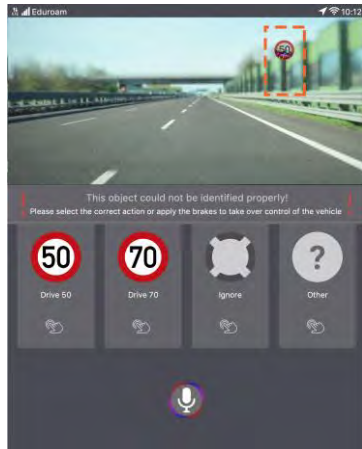 Eduroam 10:12
50
This object could not be identified properly!
Please select the correct action or apply the brakes to take over control of the vehicle
50 70 ?
Drive 50 Drive 70 Ignore Other